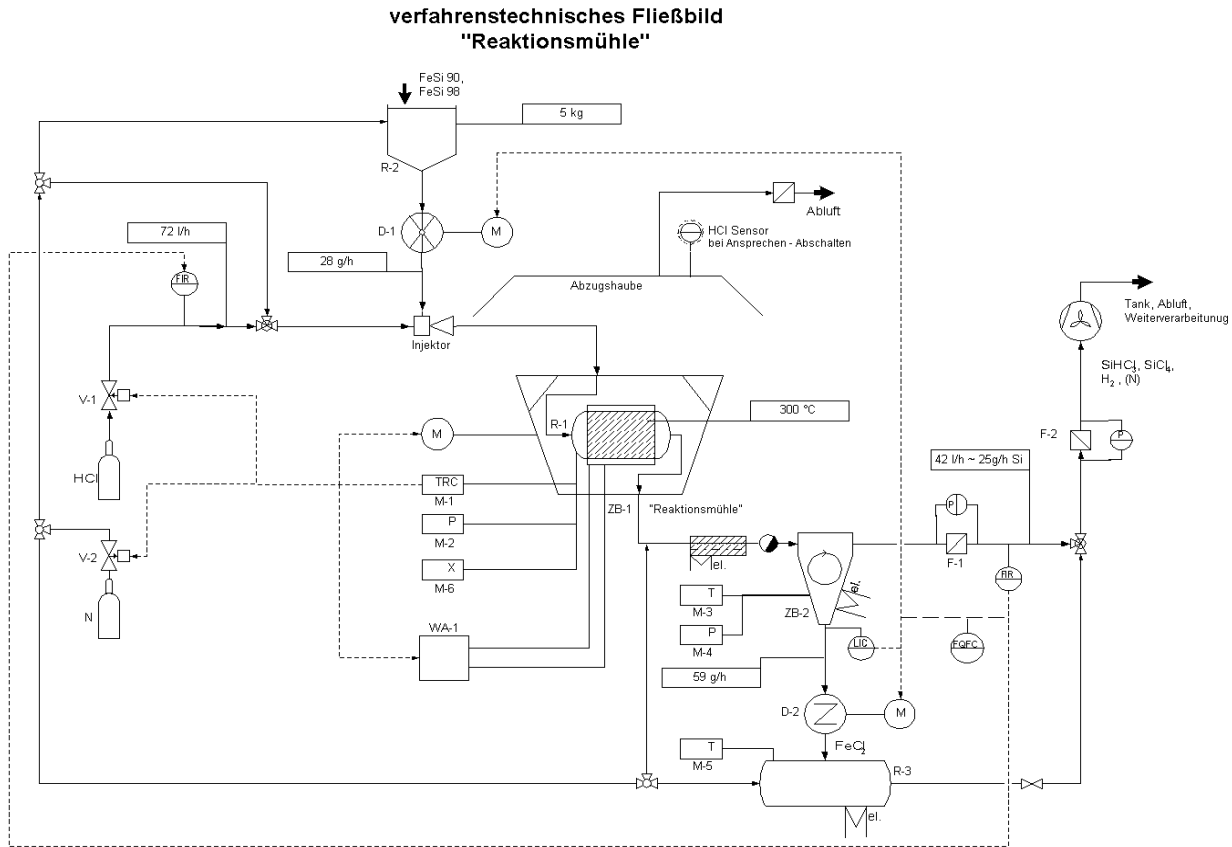 verfahrenstechnisches Fließbild
"Reaktionsmühle"
FeSi 90,
FeSi 98
5 kg
R-2
Abluft
72 l/h
D-1
M
HCl Sensor
bei Ansprechen - Abschalten
28 g/h
FIR
Abzugshaube
Tank, Abluft,
Weiterverarbeitunug
Injektor
SiHCl3, SiCl4,
H2 , (N)
V-1
300 °C
R-1
M
F-2
P
42 l/h ~ 25g/h Si
HCl
TRC
M-1
ZB-1
"Reaktionsmühle"
P
P
M-2
V-2
el.
F-1
X
M-6
FIR
T
M-3
el.
N
ZB-2
WA-1
P
M-4
LIC
FQFC
59 g/h
D-2
M
FeCl2
T
M-5
R-3
el.